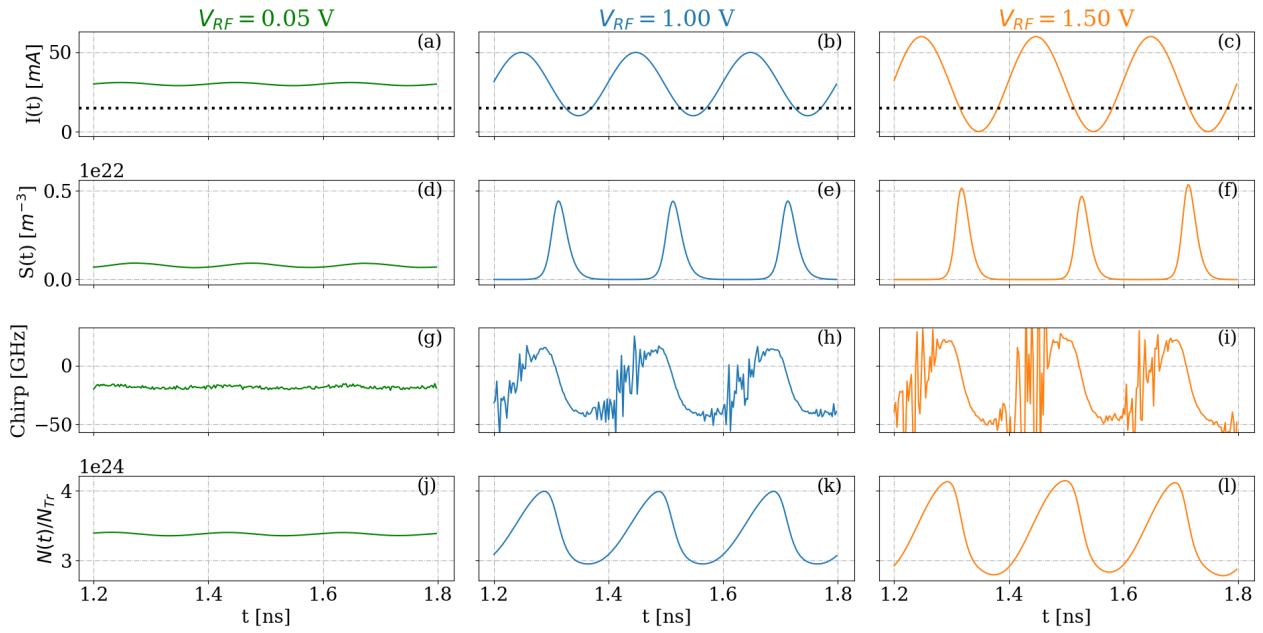 V_RF = 0.05 V V_RF = 1.00 V V_RF = 1.50 V
I(t) [mA]
50
0
(a) (b) (c)
1e22
S(t) [m⁻³]
0.5
0.0
(d) (e) (f)
Chirp [GHz]
0
−50
(g) (h) (i)
1e24
N(t)/N_Tr
4
3
(j) (k) (l)
1.2 1.4 1.6 1.8 1.2 1.4 1.6 1.8 1.2 1.4 1.6 1.8
t [ns] t [ns] t [ns]